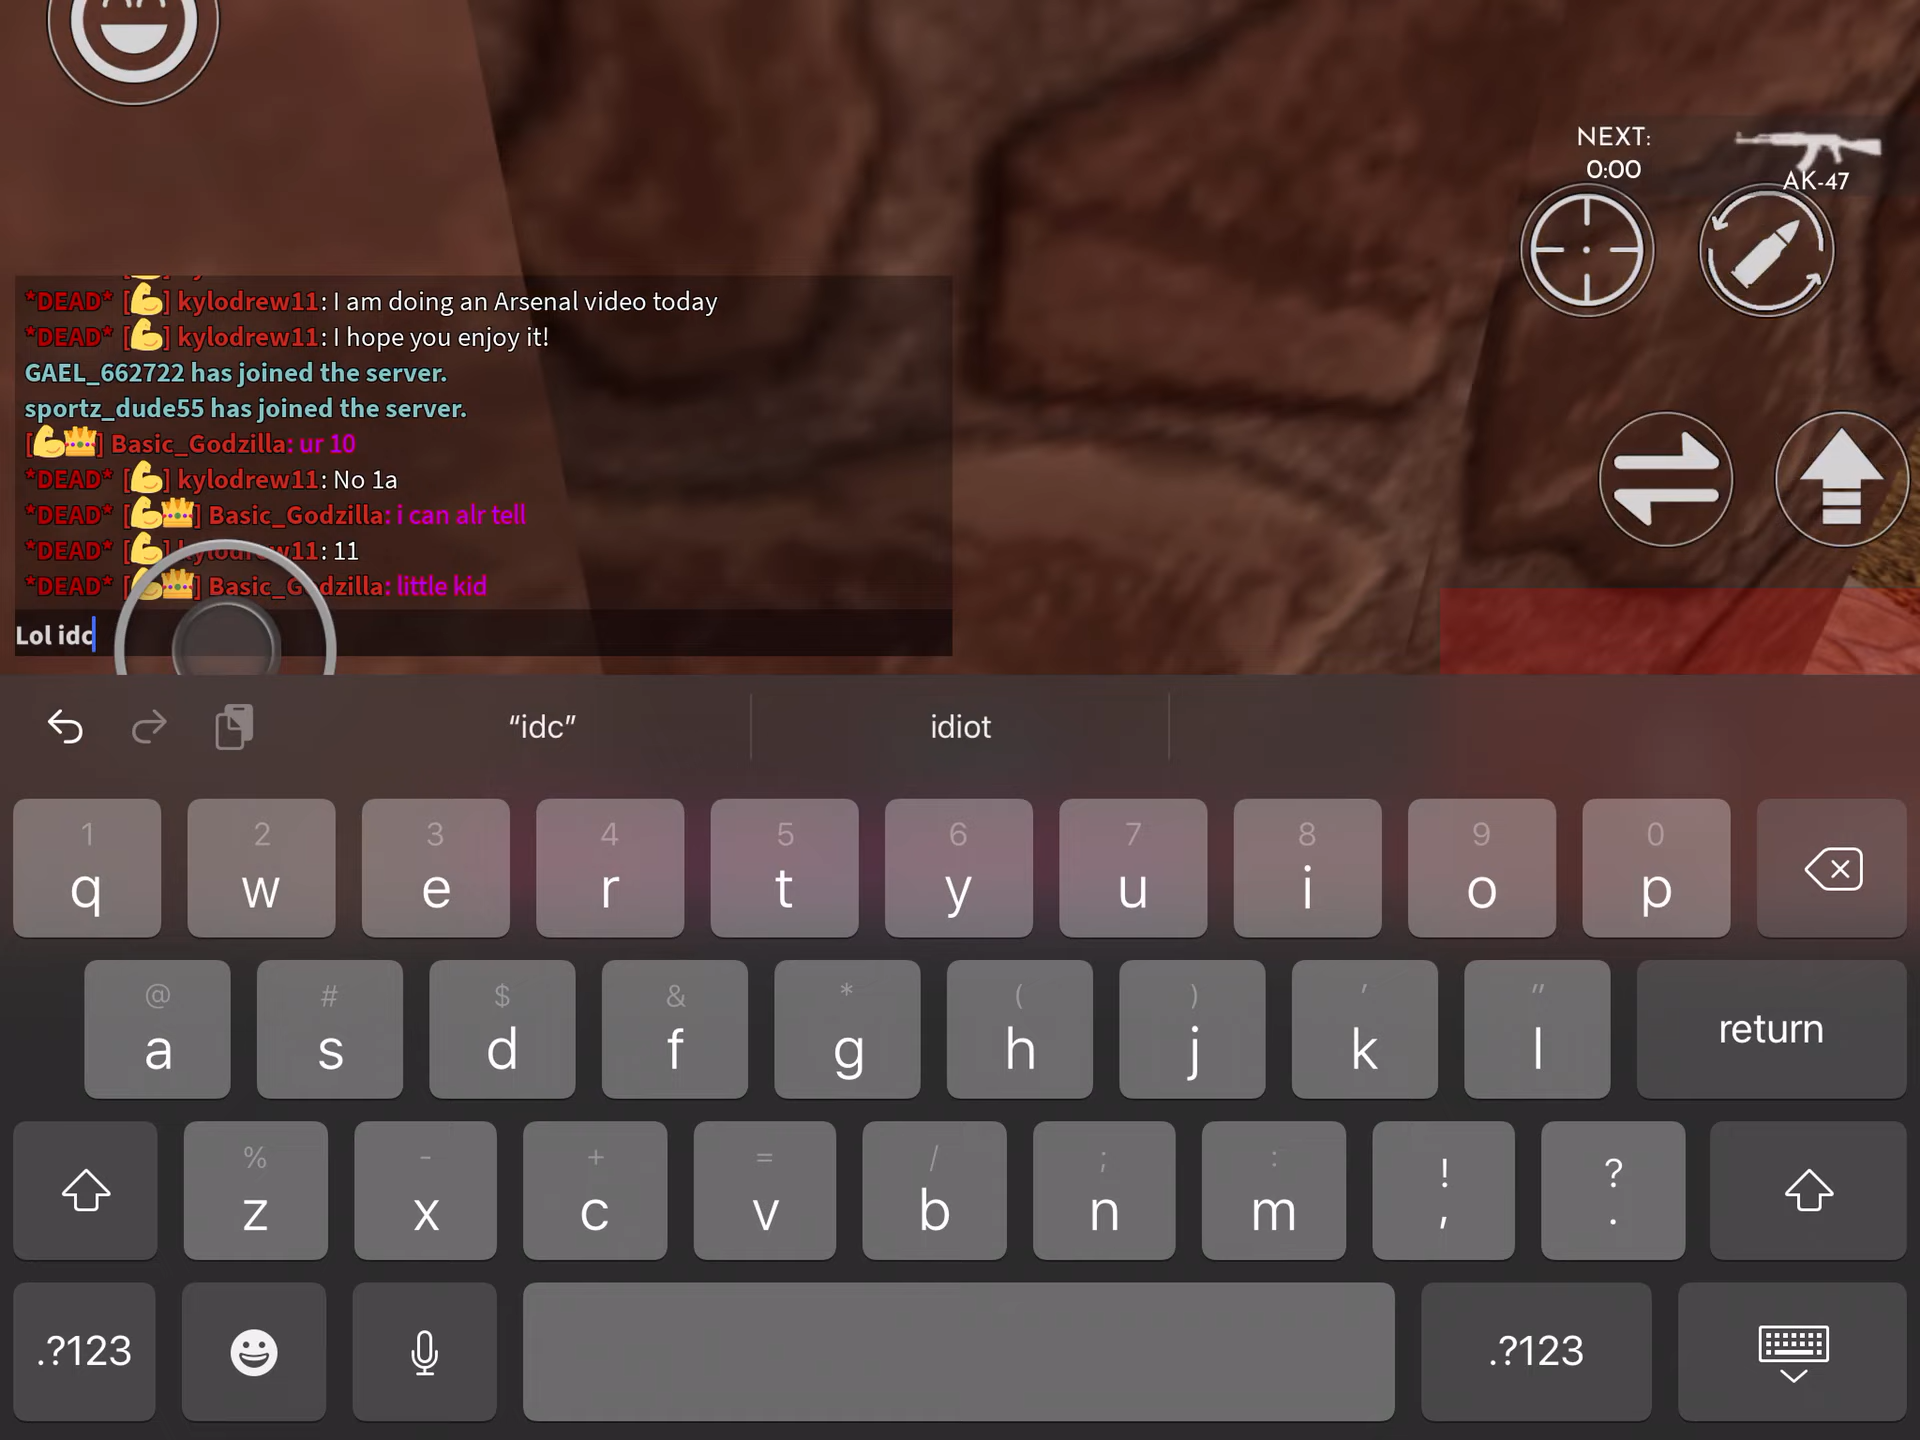 NEXT:
0:00
AK-47
*DEAD* [💪] kylodrew11: I am doing an Arsenal video today
*DEAD* [💪] kylodrew11: I hope you enjoy it!
GAEL_662722 has joined the server.
sportz_dude55 has joined the server.
[💪👑] Basic_Godzilla: ur 10
*DEAD* [💪] kylodrew11: No 1a
*DEAD* [💪👑] Basic_Godzilla: i can alr tell
*DEAD* [💪] kylodrew11: 11
*DEAD* [💪👑] Basic_Godzilla: little kid
Lol idc
“idc” idiot
1 2 3 4 5 6 7 8 9 0
q w e r t y u i o p
@ # $ & * ( ) ' "
a s d f g h j k l return
% - + = / ; : ! ?
z x c v b n m , .
.?123 .?123